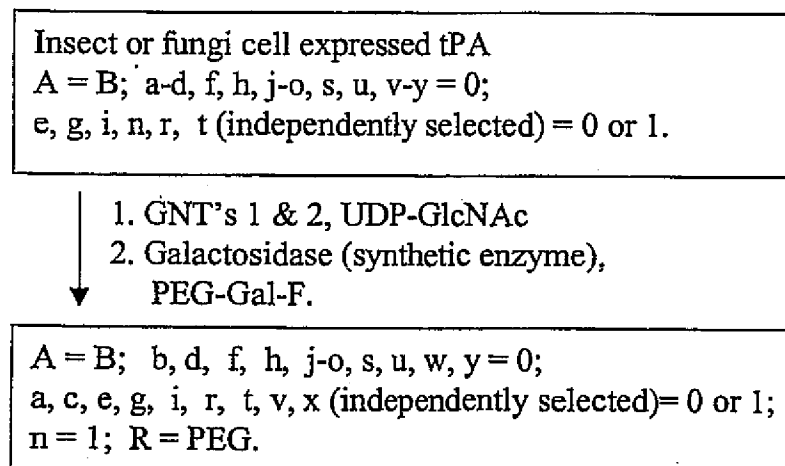 Insect or fungi cell expressed tPA
A = B; a-d, f, h, j-o, s, u, v-y = 0;
e, g, i, n, r, t (independently selected) = 0 or 1.
1. GNT's 1 & 2, UDP-GlcNAc
2. Galactosidase (synthetic enzyme),
PEG-Gal-F.
A = B; b, d, f, h, j-o, s, u, w, y = 0;
a, c, e, g, i, r, t, v, x (independently selected)= 0 or 1;
n = 1; R = PEG.